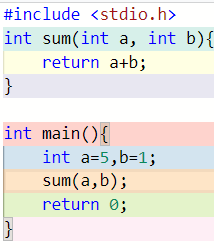 #include <stdio.h>
int sum(int a, int b){
    return a+b;
}

int main(){
    int a=5,b=1;
    sum(a,b);
    return 0;
}